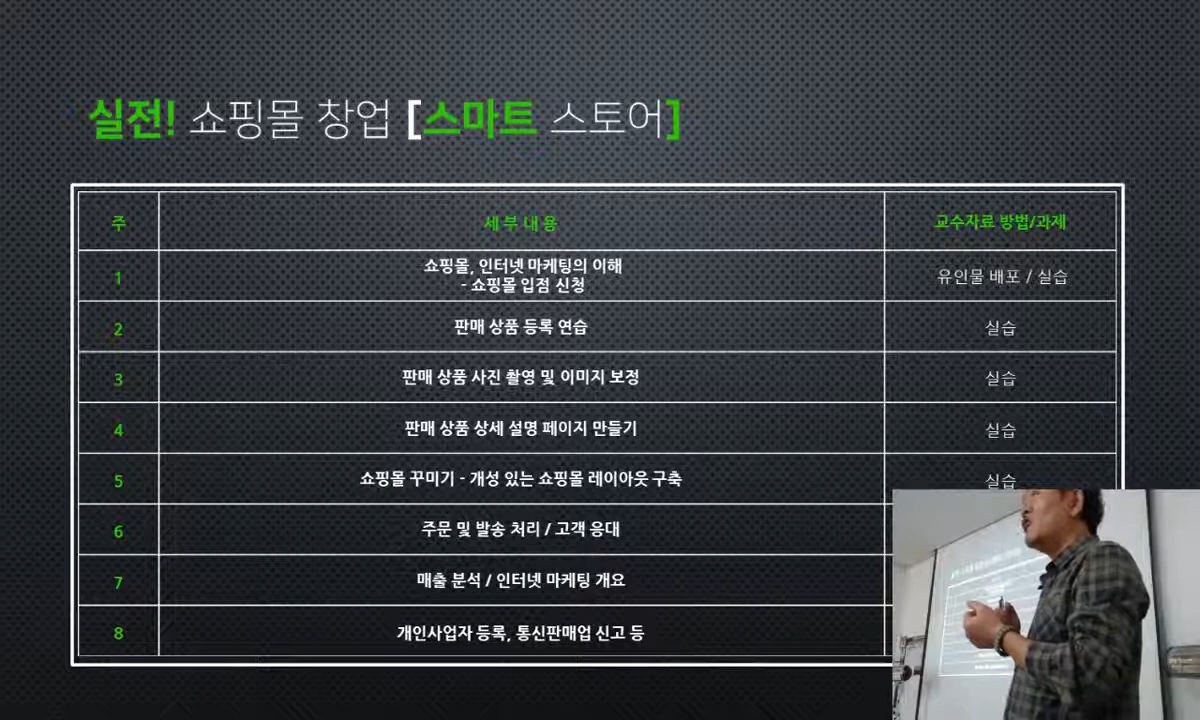 실전! 쇼핑몰 창업 [스마트 스토어]
주 세 부 내 용 교수자료 방법/과제
1 쇼핑몰, 인터넷 마케팅의 이해
- 쇼핑몰 입점 신청 유인물 배포 / 실습
2 판매 상품 등록 연습 실습
3 판매 상품 사진 촬영 및 이미지 보정 실습
4 판매 상품 상세 설명 페이지 만들기 실습
5 쇼핑몰 꾸미기 - 개성 있는 쇼핑몰 레이아웃 구축 실습
6 주문 및 발송 처리 / 고객 응대
7 매출 분석 / 인터넷 마케팅 개요
8 개인사업자 등록, 통신판매업 신고 등